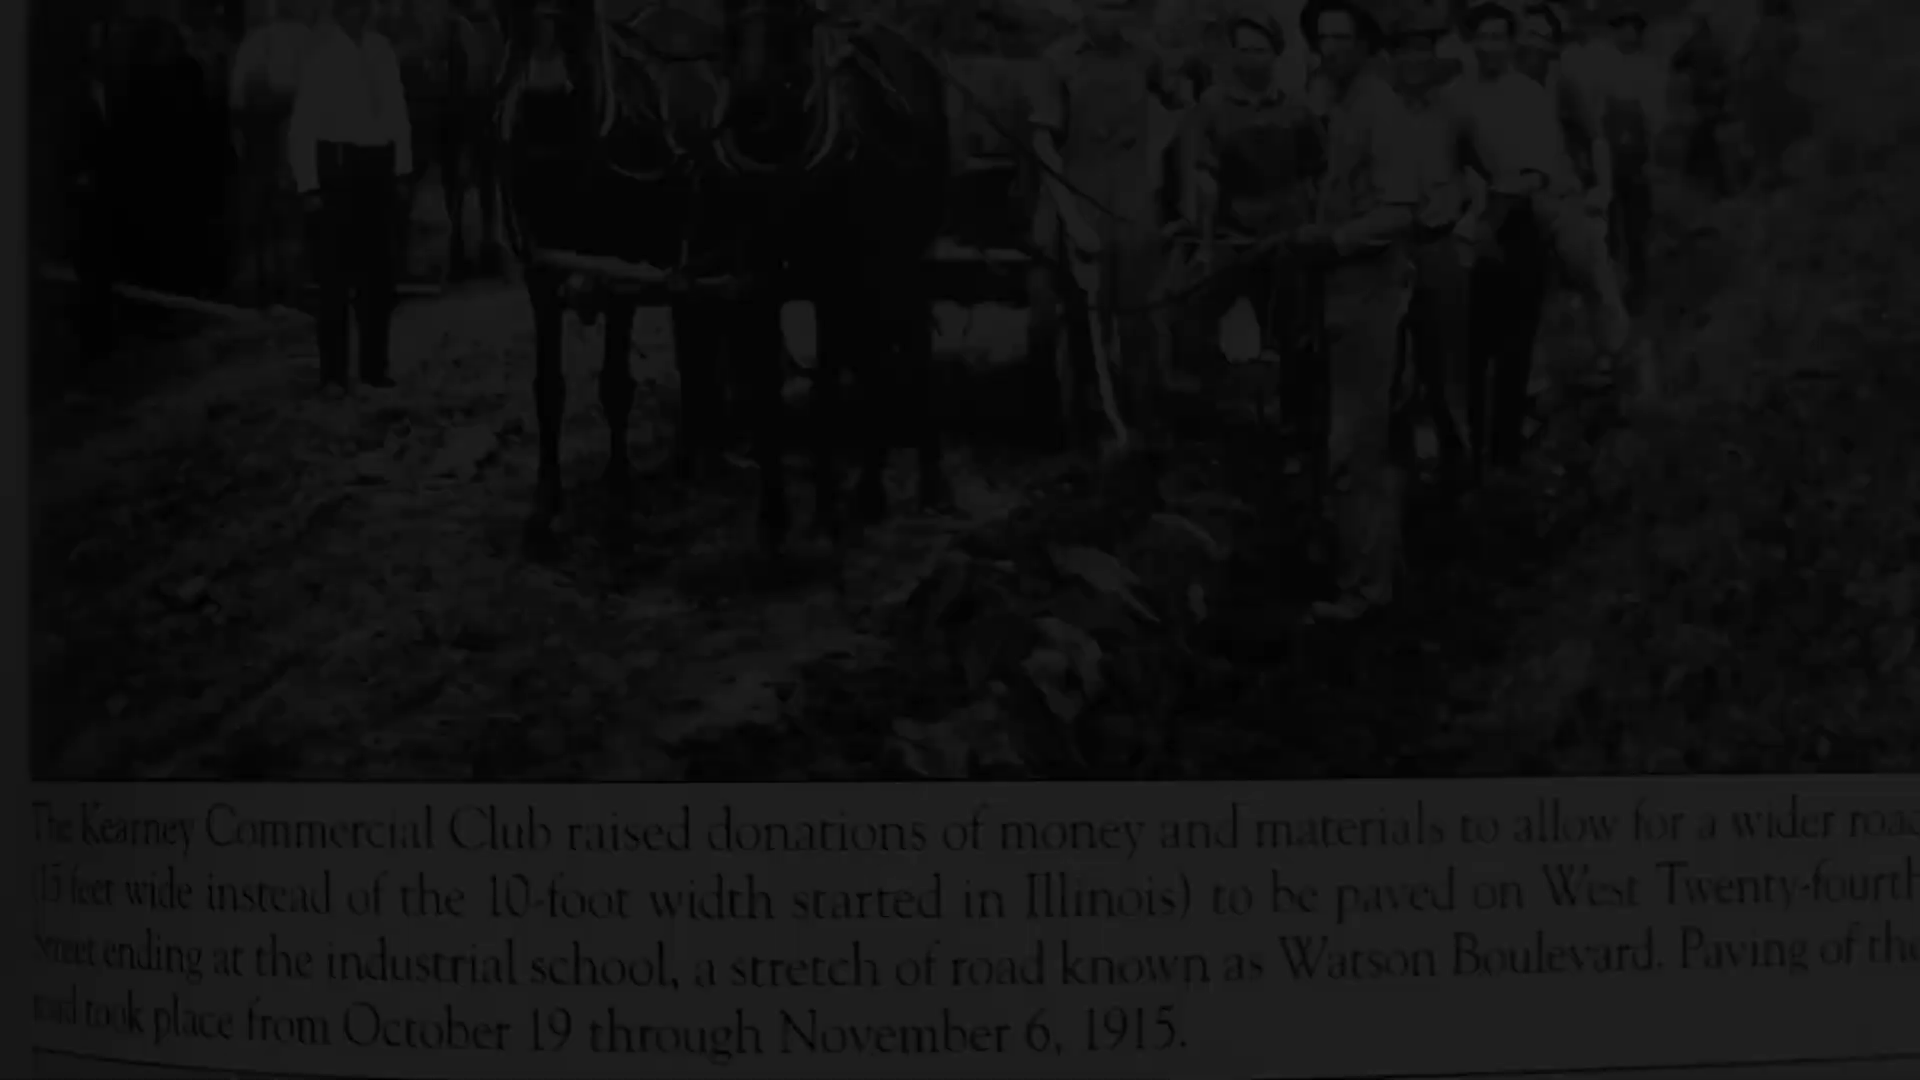 The Kearney Commercial Club raised donations of money and materials to allow for a wider road
(15 feet wide instead of the 10-foot width started in Illinois) to be paved on West Twenty-fourth
Street ending at the industrial school, a stretch of road known as Watson Boulevard. Paving of the
road took place from October 19 through November 6, 1915.